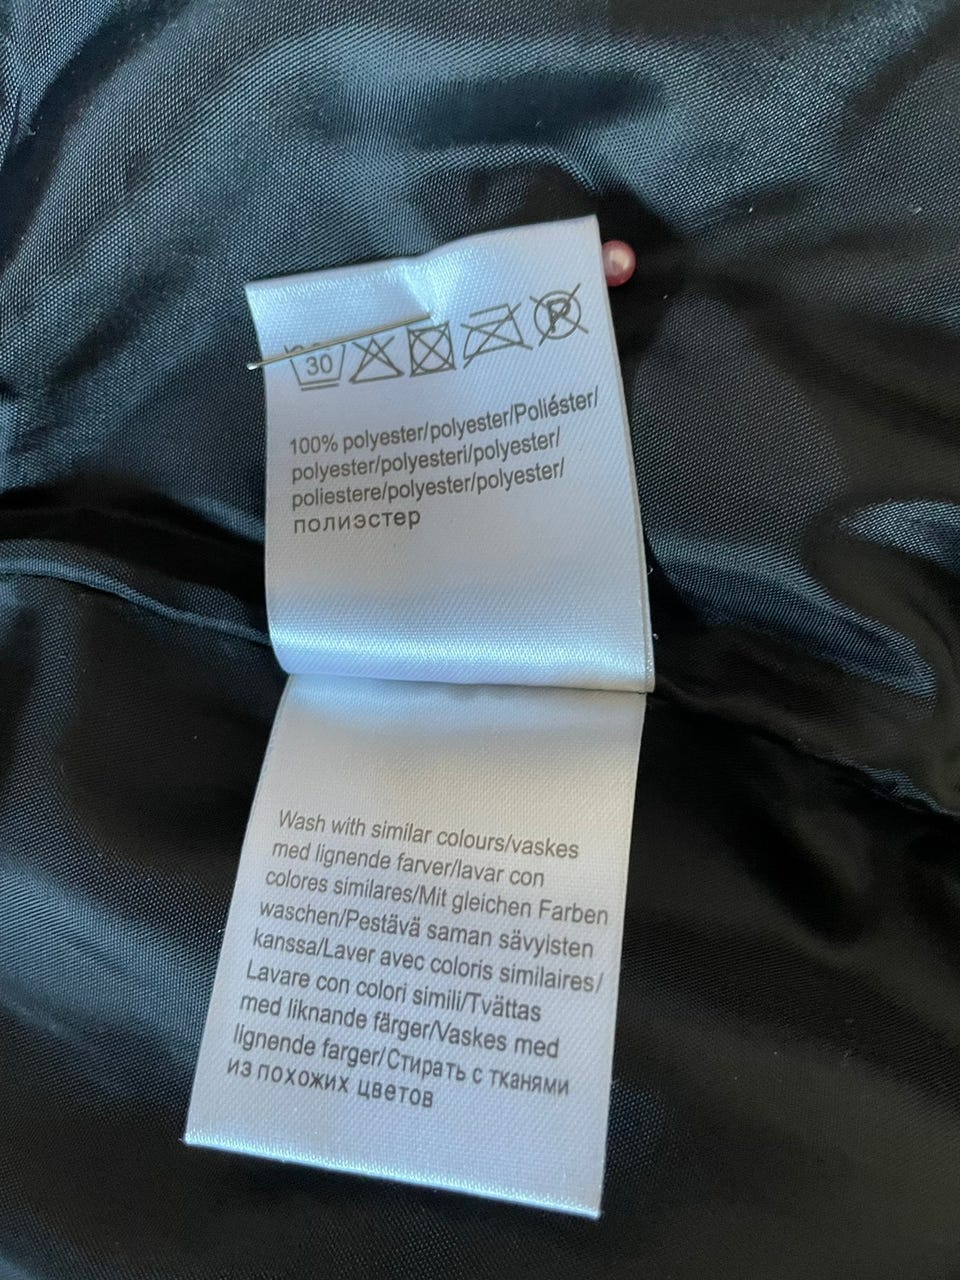 30 P
100% polyester/polyester/Poliéster/
polyester/polyesteri/polyester/
poliestere/polyester/polyester/
полиэстер
Wash with similar colours/vaskes
med lignende farver/lavar con
colores similares/Mit gleichen Farben
waschen/Pestävä saman sävyisten
kanssa/Laver avec coloris similaires/
Lavare con colori simili/Tvättas
med liknande färger/Vaskes med
lignende farger/Стирать с тканями
из похожих цветов